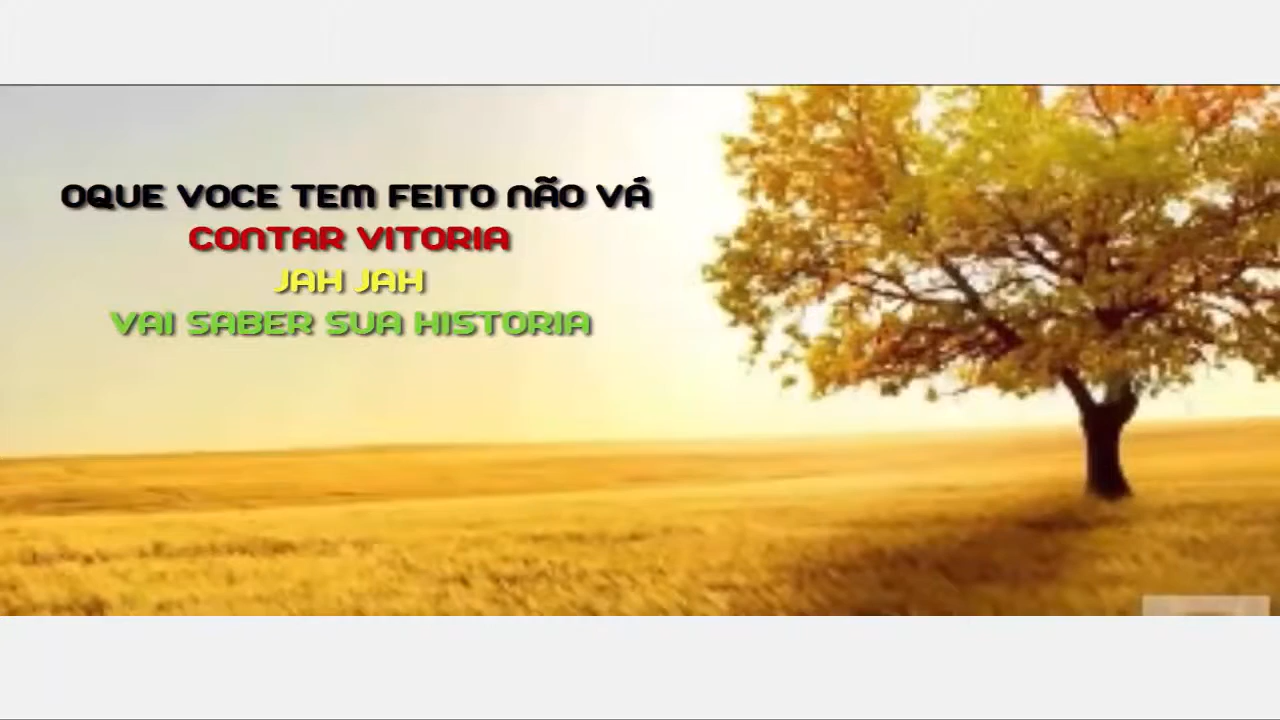 OQUE VOCE TEM FEITO NÃO VÁ
CONTAR VITORIA
JAH JAH
VAI SABER SUA HISTORIA